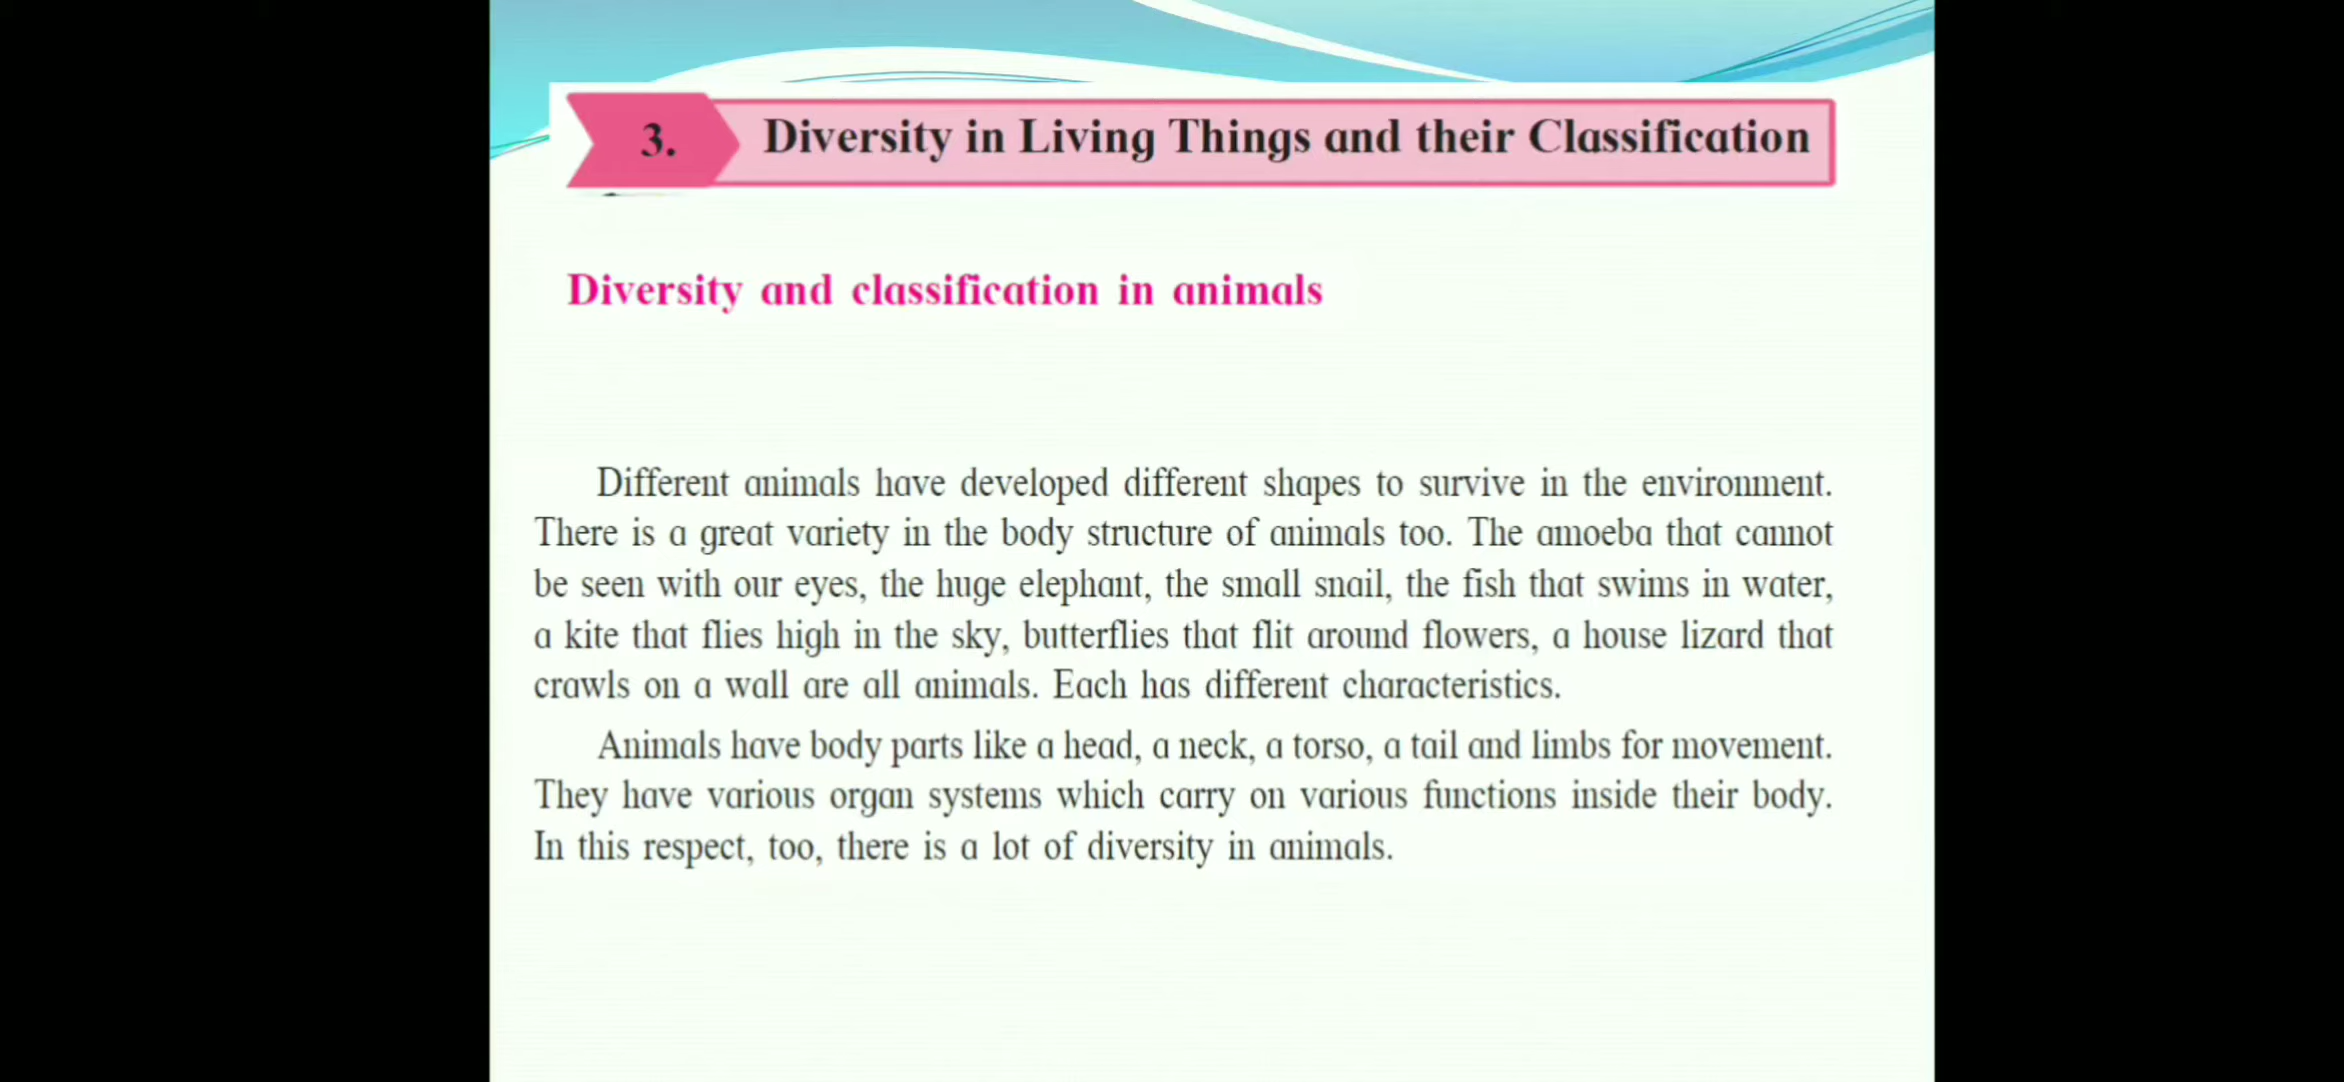 3. Diversity in Living Things and their Classification
Diversity and classification in animals
Different animals have developed different shapes to survive in the environment.
There is a great variety in the body structure of animals too. The amoeba that cannot
be seen with our eyes, the huge elephant, the small snail, the fish that swims in water,
a kite that flies high in the sky, butterflies that flit around flowers, a house lizard that
crawls on a wall are all animals. Each has different characteristics.
Animals have body parts like a head, a neck, a torso, a tail and limbs for movement.
They have various organ systems which carry on various functions inside their body.
In this respect, too, there is a lot of diversity in animals.